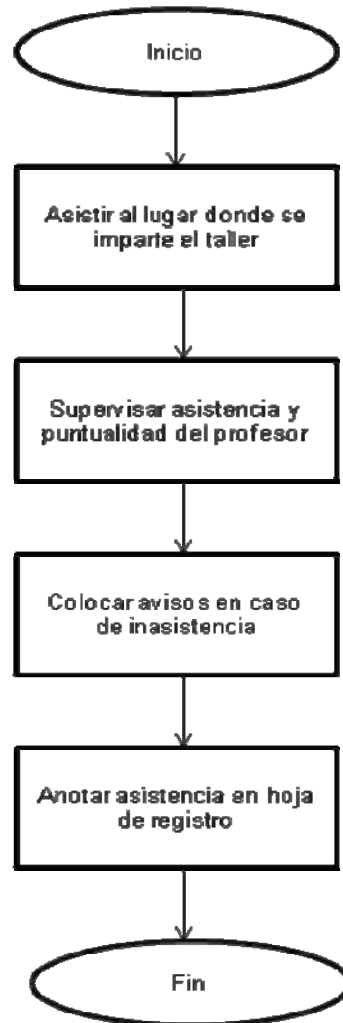 Inicio
Asistir al lugar donde se
imparte el taller
Supervisar asistencia y
puntualidad del profesor
Colocar avisos en caso
de inasistencia
Anotar asistencia en hoja
de registro
Fin